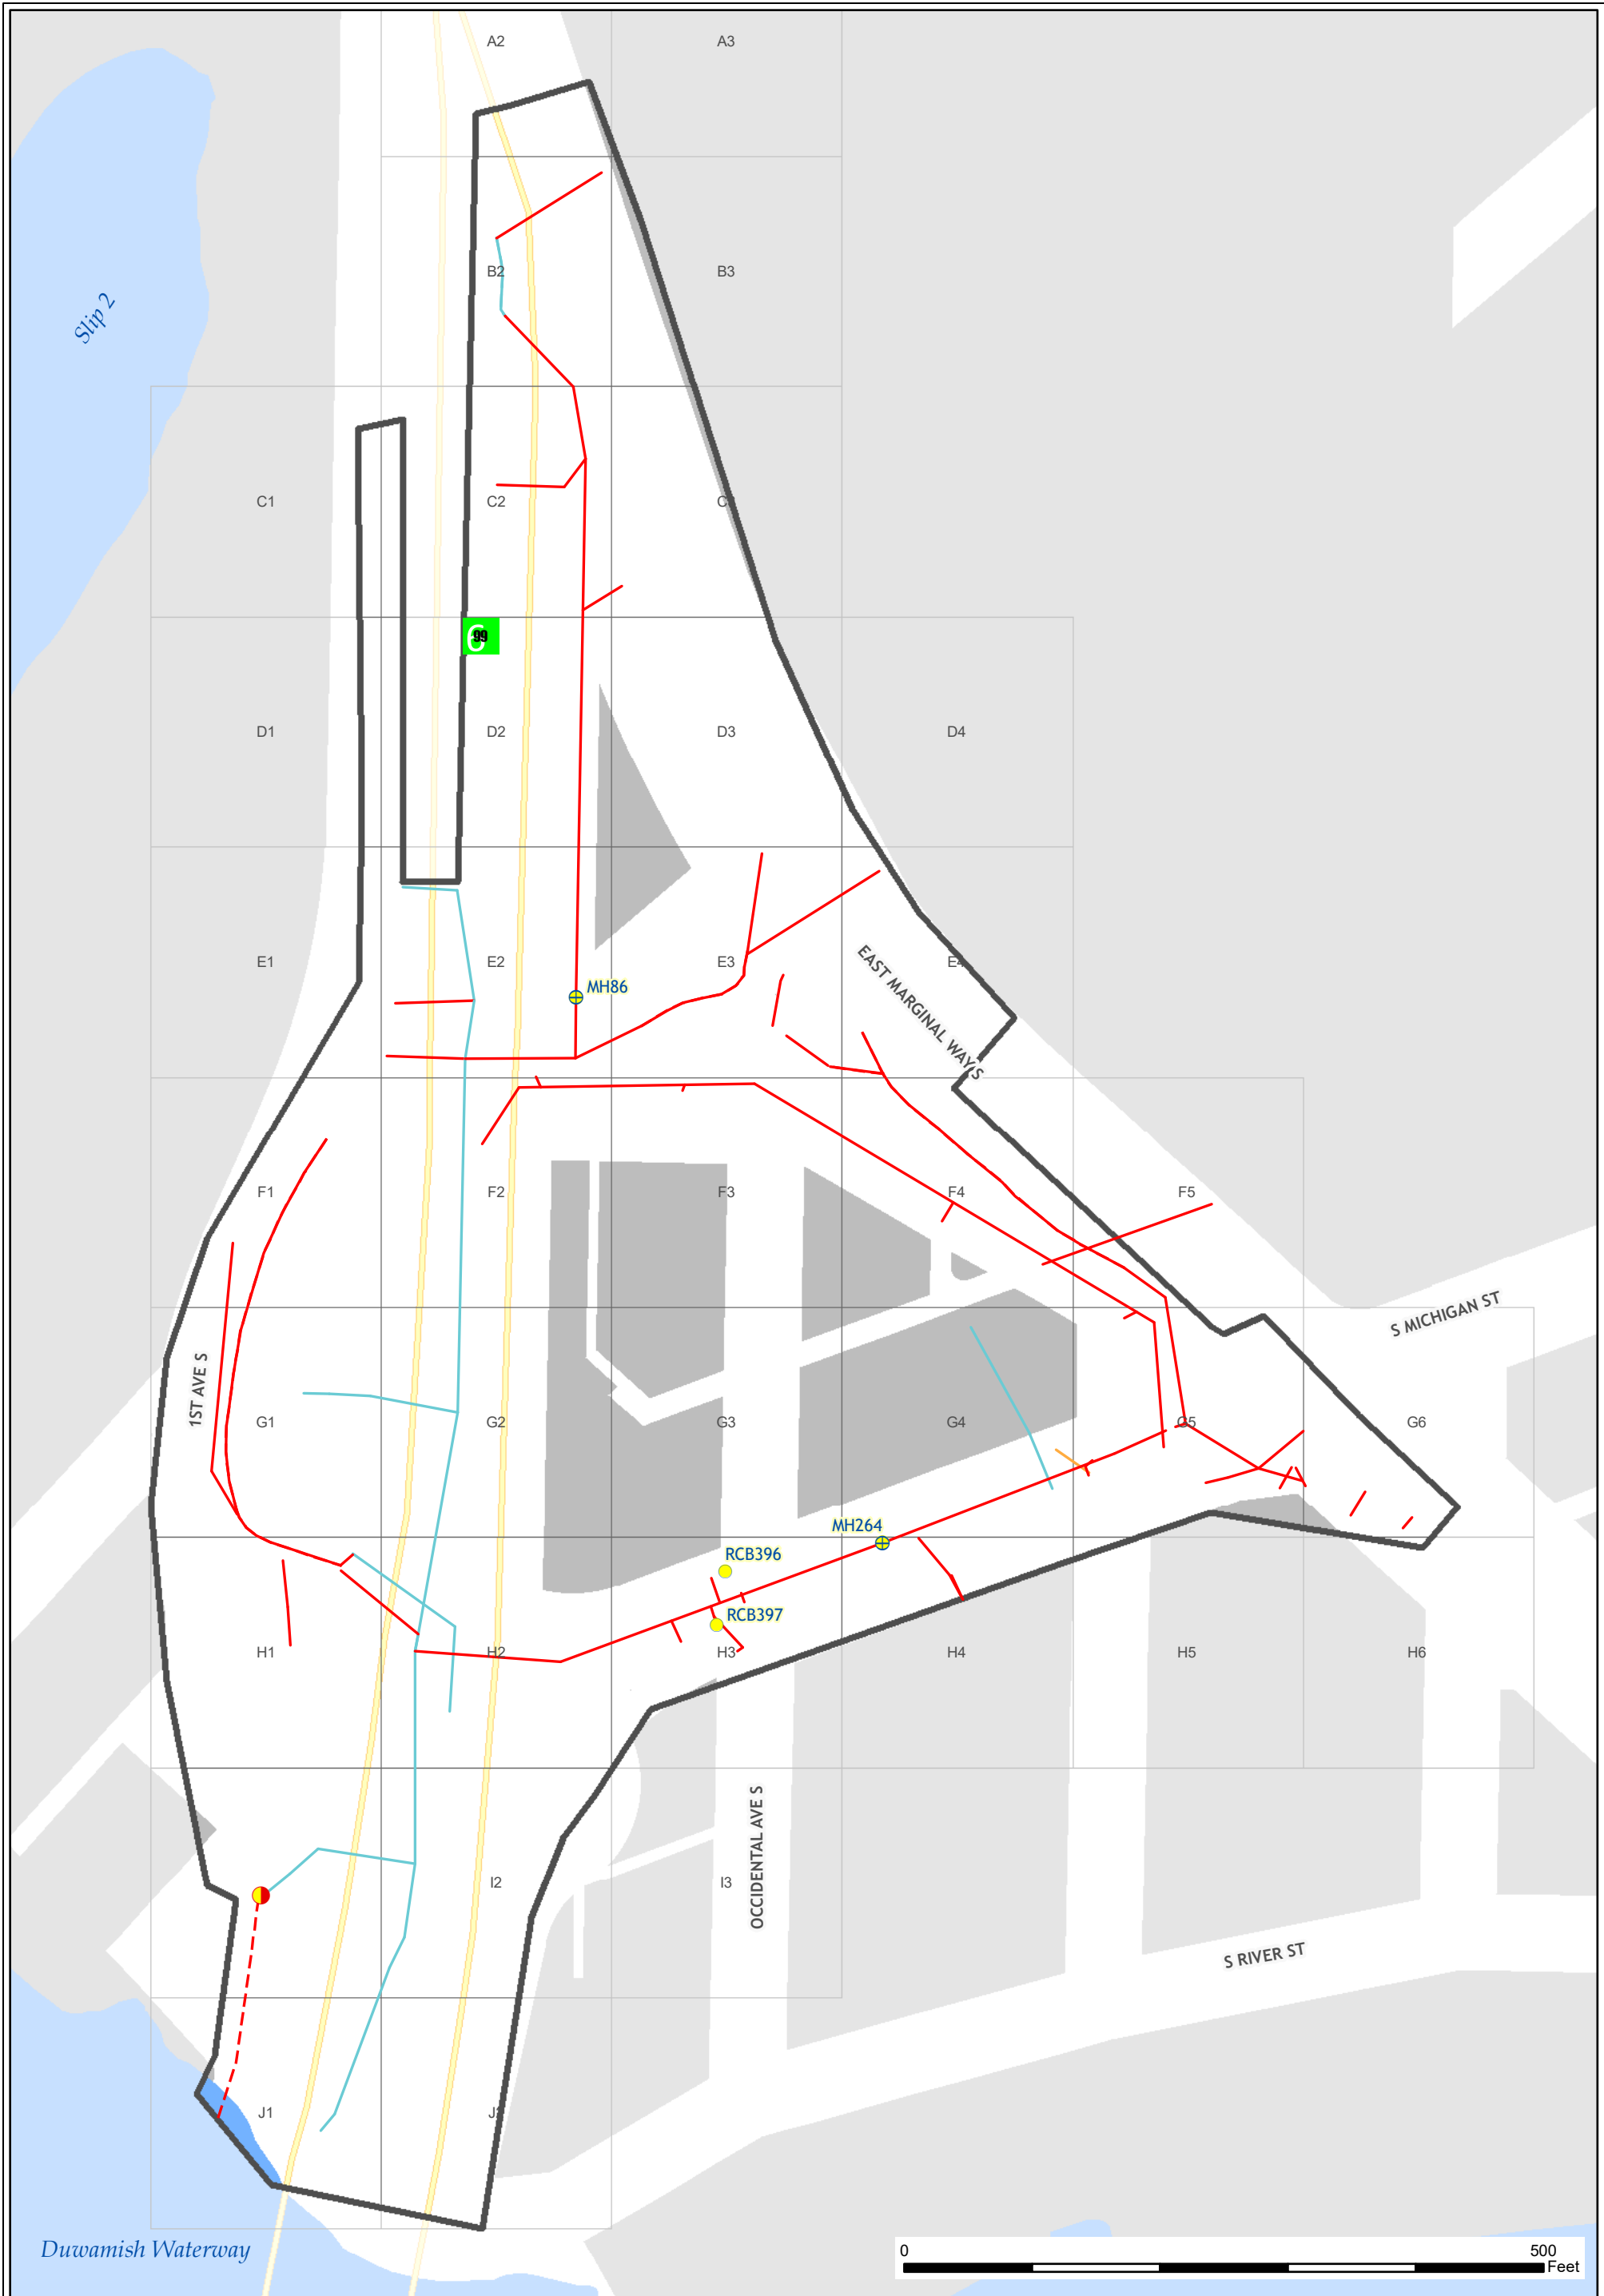 A2
A3
Slip 2
B2
B3
C1
C2
C
6
99
D1
D2
D3
D4
E1
E2
E3
E4
MH86
EAST MARGINAL WAY S
F1
F2
F3
F4
F5
S MICHIGAN ST
1ST AVE S
G1
G2
G3
G4
G5
G6
MH264
RCB396
RCB397
H1
H2
H3
H4
H5
H6
OCCIDENTAL AVE S
I2
I3
S RIVER ST
J1
J2
Duwamish Waterway
0
500
Feet